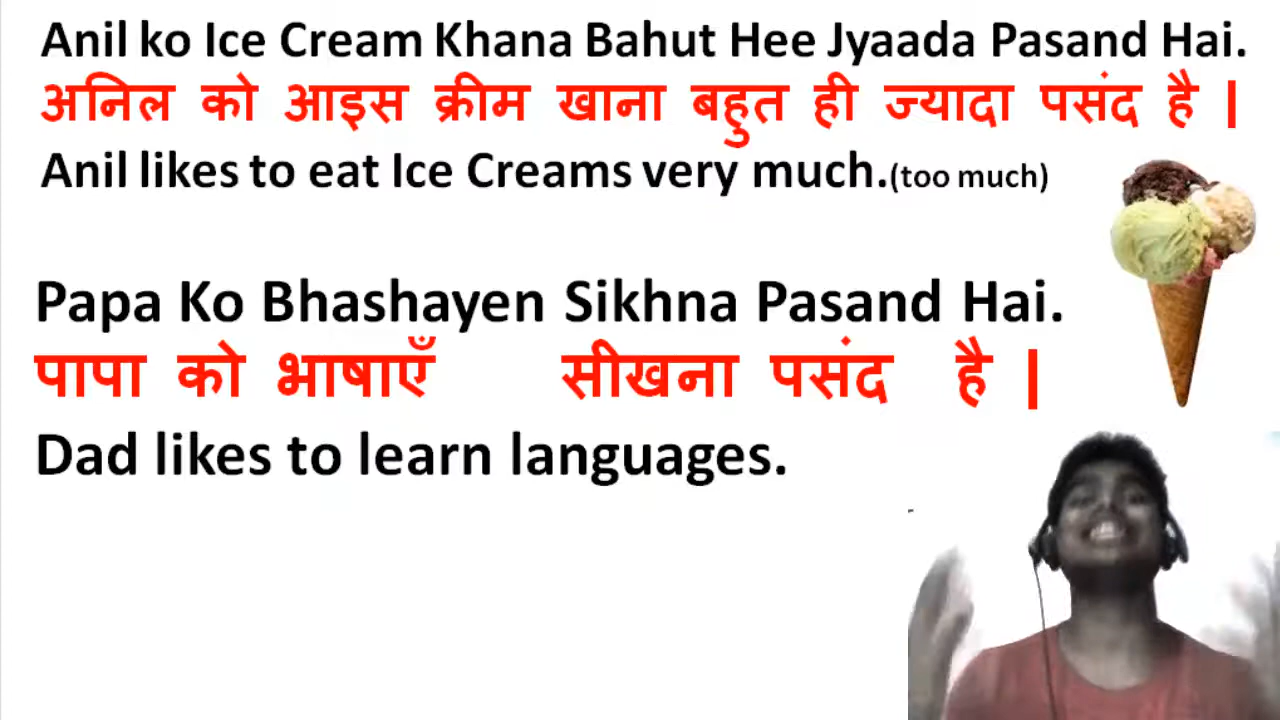 Anil ko Ice Cream Khana Bahut Hee Jyaada Pasand Hai.
अनिल को आइस क्रीम खाना बहुत ही ज्यादा पसंद है |
Anil likes to eat Ice Creams very much.(too much)
Papa Ko Bhashayen Sikhna Pasand Hai.
पापा को भाषाएँ सीखना पसंद है |
Dad likes to learn languages.